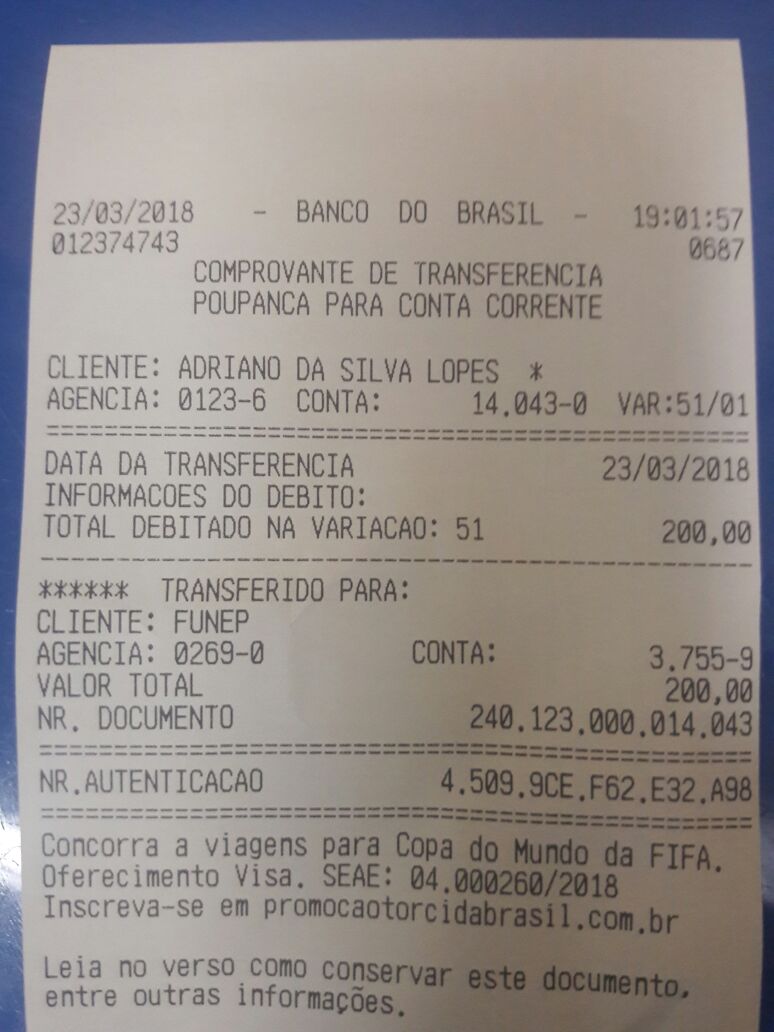 23/03/2018 - BANCO DO BRASIL - 19:01:57
012374743 0687
COMPROVANTE DE TRANSFERENCIA
POUPANCA PARA CONTA CORRENTE
CLIENTE: ADRIANO DA SILVA LOPES *
AGENCIA: 0123-6 CONTA: 14.043-0 VAR:51/01
================================================
DATA DA TRANSFERENCIA 23/03/2018
INFORMACOES DO DEBITO:
TOTAL DEBITADO NA VARIACAO: 51 200,00
------------------------------------------------
****** TRANSFERIDO PARA:
CLIENTE: FUNEP
AGENCIA: 0269-0 CONTA: 3.755-9
VALOR TOTAL 200,00
NR. DOCUMENTO 240.123.000.014.043
================================================
NR.AUTENTICACAO 4.509.9CE.F62.E32.A98
================================================
Concorra a viagens para Copa do Mundo da FIFA.
Oferecimento Visa. SEAE: 04.000260/2018
Inscreva-se em promocaotorcidabrasil.com.br
Leia no verso como conservar este documento,
entre outras informações.